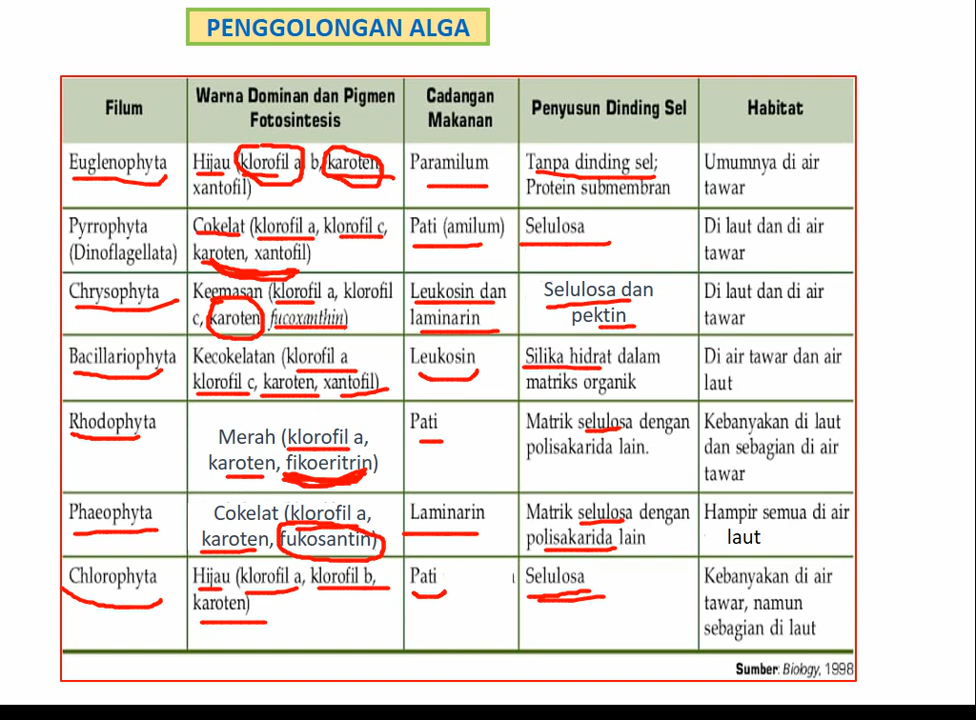 PENGGOLONGAN ALGA
Filum
Warna Dominan dan Pigmen
Fotosintesis
Cadangan
Makanan
Penyusun Dinding Sel
Habitat
Euglenophyta
Hijau (klorofil a, b, karoten,
xantofil)
Paramilum
Tanpa dinding sel;
Protein submembran
Umumnya di air
tawar
Pyrrophyta
(Dinoflagellata)
Cokelat (klorofil a, klorofil c,
karoten, xantofil)
Pati (amilum)
Selulosa
Di laut dan di air
tawar
Chrysophyta
Keemasan (klorofil a, klorofil
c, karoten fucoxanthin)
Leukosin dan
laminarin
Selulosa dan
pektin
Di laut dan di air
tawar
Bacillariophyta
Kecokelatan (klorofil a
klorofil c, karoten, xantofil)
Leukosin
Silika hidrat dalam
matriks organik
Di air tawar dan air
laut
Rhodophyta
Merah (klorofil a,
karoten, fikoeritrin)
Pati
Matrik selulosa dengan
polisakarida lain.
Kebanyakan di laut
dan sebagian di air
tawar
Phaeophyta
Cokelat (klorofil a,
karoten, fukosantin)
Laminarin
Matrik selulosa dengan
polisakarida lain
Hampir semua di air
laut
Chlorophyta
Hijau (klorofil a, klorofil b,
karoten)
Pati
Selulosa
Kebanyakan di air
tawar, namun
sebagian di laut
Sumber: Biology, 1998